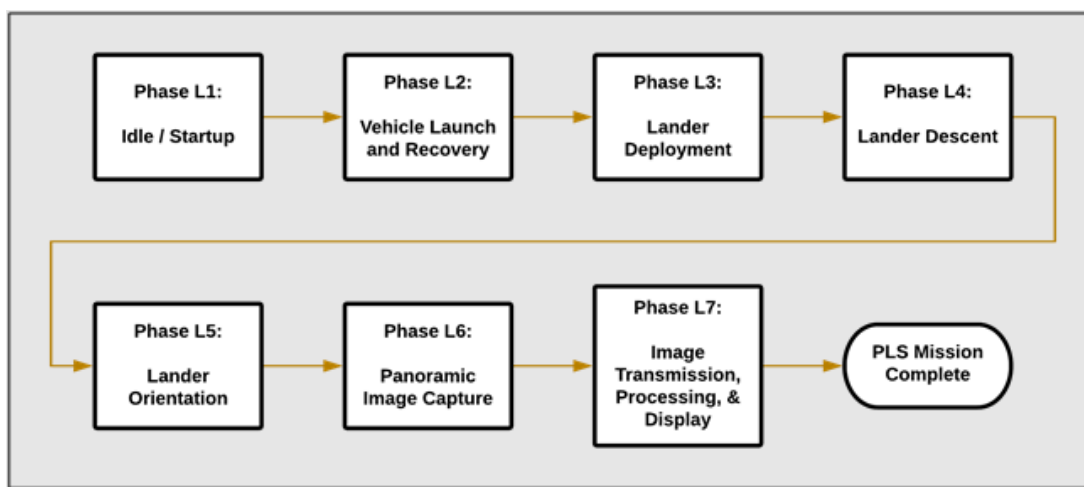 Phase L1:
Idle / Startup
Phase L2:
Vehicle Launch
and Recovery
Phase L3:
Lander
Deployment
Phase L4:
Lander Descent
Phase L5:
Lander
Orientation
Phase L6:
Panoramic
Image Capture
Phase L7:
Image
Transmission,
Processing, &
Display
PLS Mission
Complete